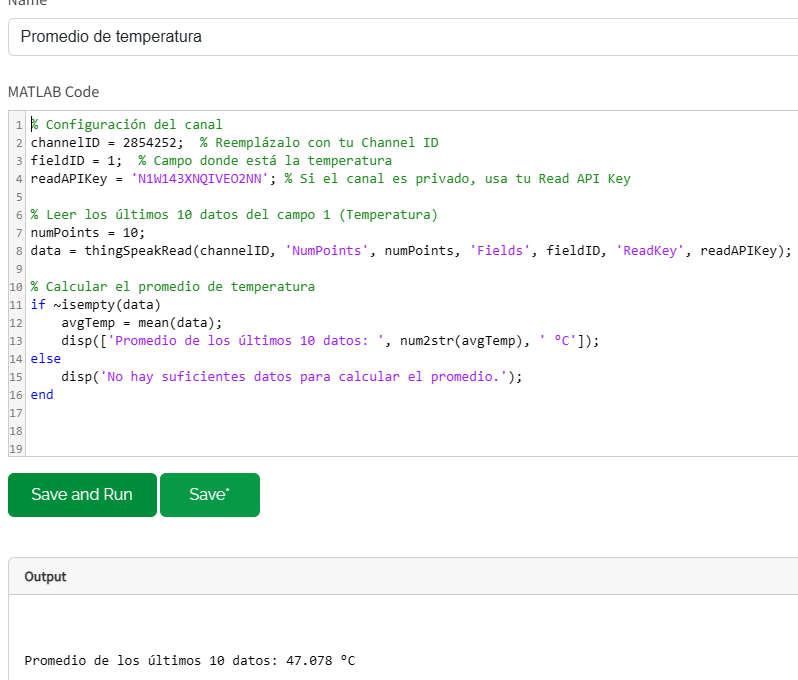 Name
Promedio de temperatura
MATLAB Code
1 % Configuración del canal
2 channelID = 2854252;  % Reemplázalo con tu Channel ID
3 fieldID = 1;  % Campo donde está la temperatura
4 readAPIKey = 'N1W143XNQIVEO2NN'; % Si el canal es privado, usa tu Read API Key
5
6 % Leer los últimos 10 datos del campo 1 (Temperatura)
7 numPoints = 10;
8 data = thingSpeakRead(channelID, 'NumPoints', numPoints, 'Fields', fieldID, 'ReadKey', readAPIKey);
9
10 % Calcular el promedio de temperatura
11 if ~isempty(data)
12     avgTemp = mean(data);
13     disp(['Promedio de los últimos 10 datos: ', num2str(avgTemp), ' °C']);
14 else
15     disp('No hay suficientes datos para calcular el promedio.');
16 end
17
18
19
Save and Run Save*
Output
Promedio de los últimos 10 datos: 47.078 °C